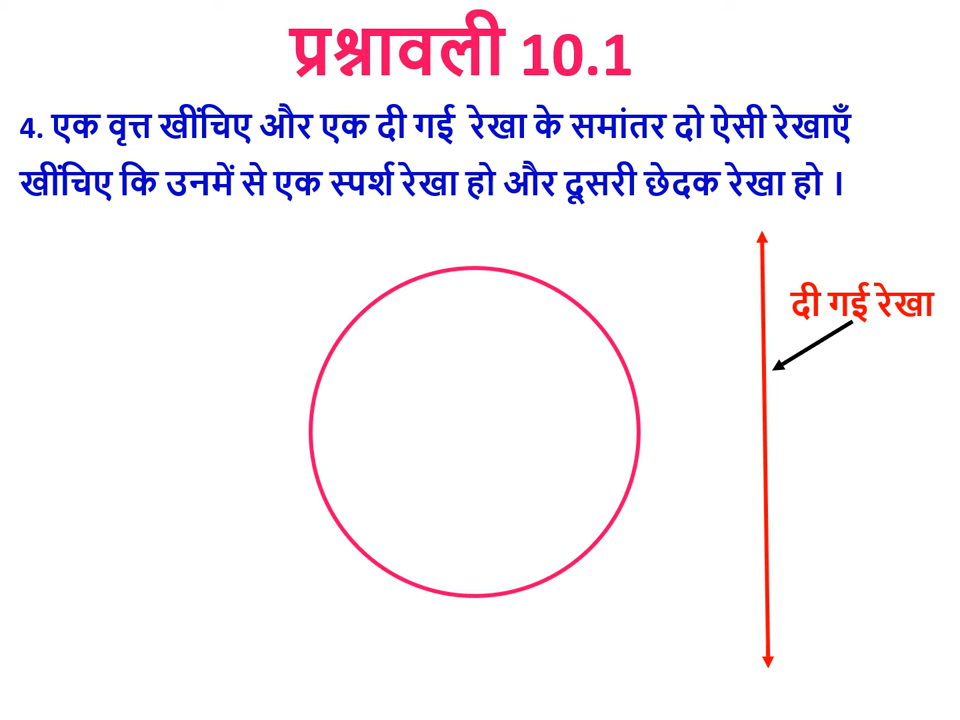 प्रश्नावली 10.1
4. एक वृत्त खींचिए और एक दी गई रेखा के समांतर दो ऐसी रेखाएँ
खींचिए कि उनमें से एक स्पर्श रेखा हो और दूसरी छेदक रेखा हो ।
दी गई रेखा